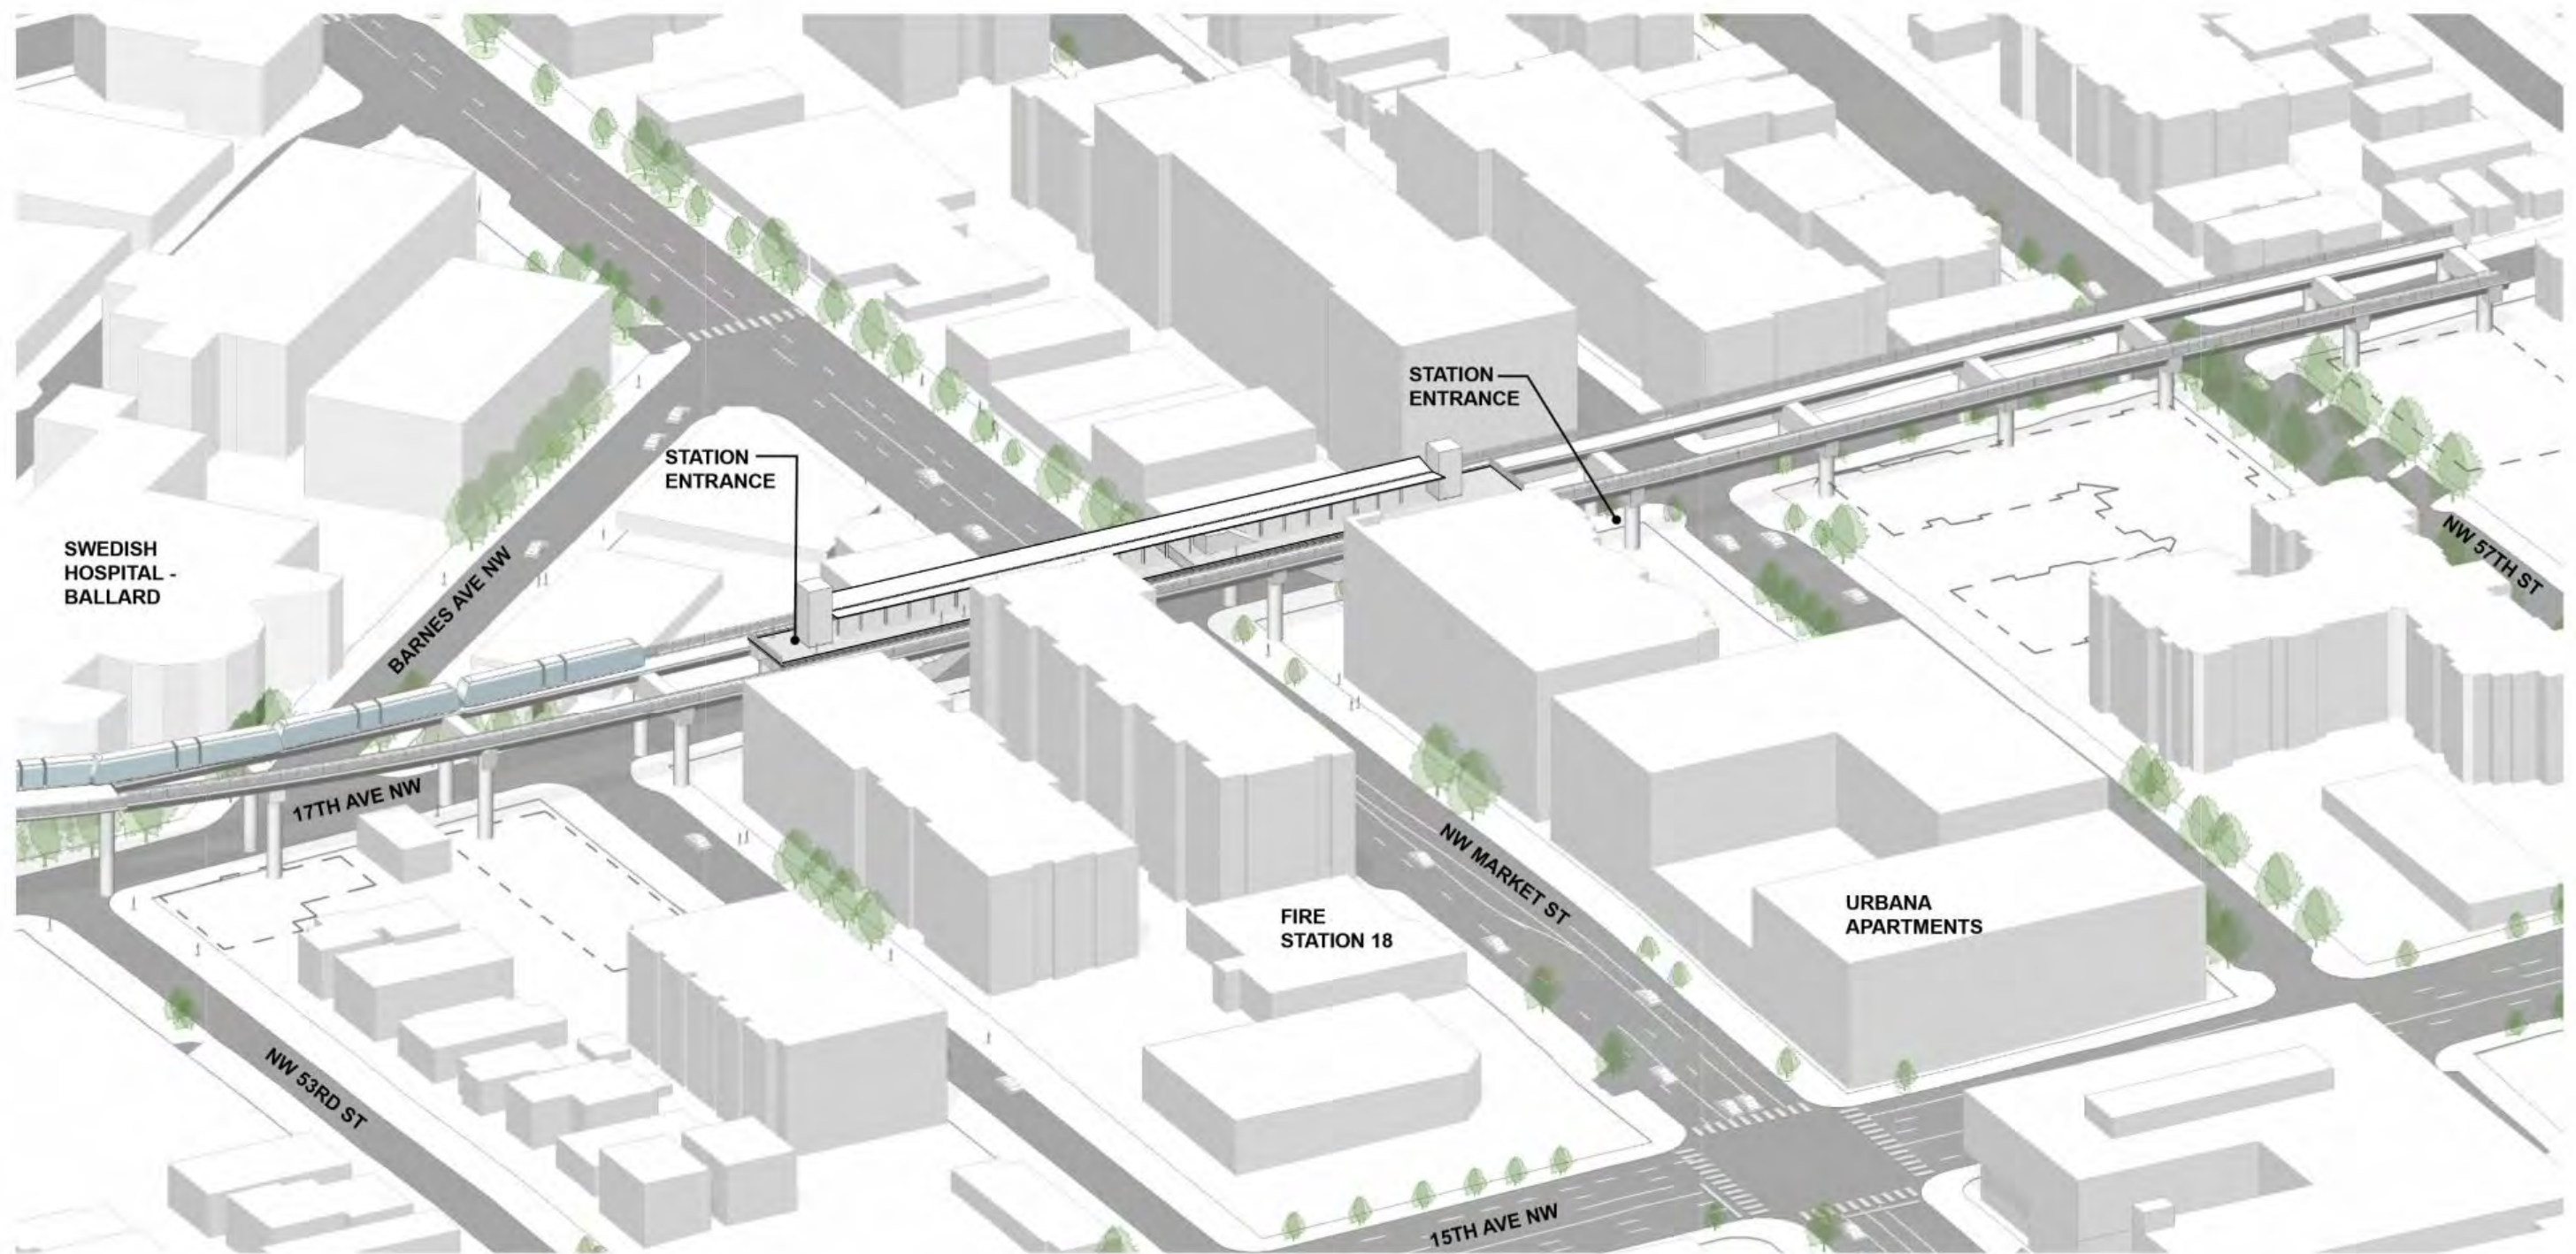 STATION
ENTRANCE
STATION
ENTRANCE
SWEDISH
HOSPITAL -
BALLARD
BARNES AVE NW
NW 57TH ST
17TH AVE NW
NW MARKET ST
FIRE
STATION 18
URBANA
APARTMENTS
NW 53RD ST
15TH AVE NW